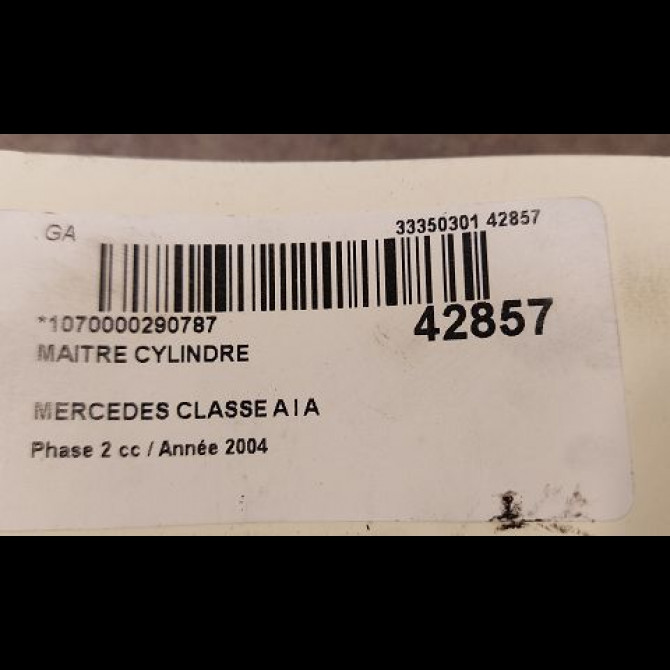 GA
33350301 42857
*1070000290787
42857
MAITRE CYLINDRE
MERCEDES CLASSE A I A
Phase 2 cc / Année 2004